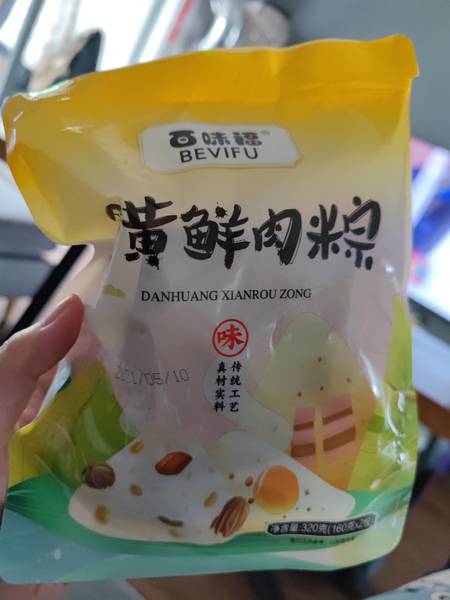 百味福®
BEVIFU
黄鲜肉粽
DANHUANG XIANROU ZONG
味
传统工艺
真材实料
21/05/10
净含量:320克(160克x2)